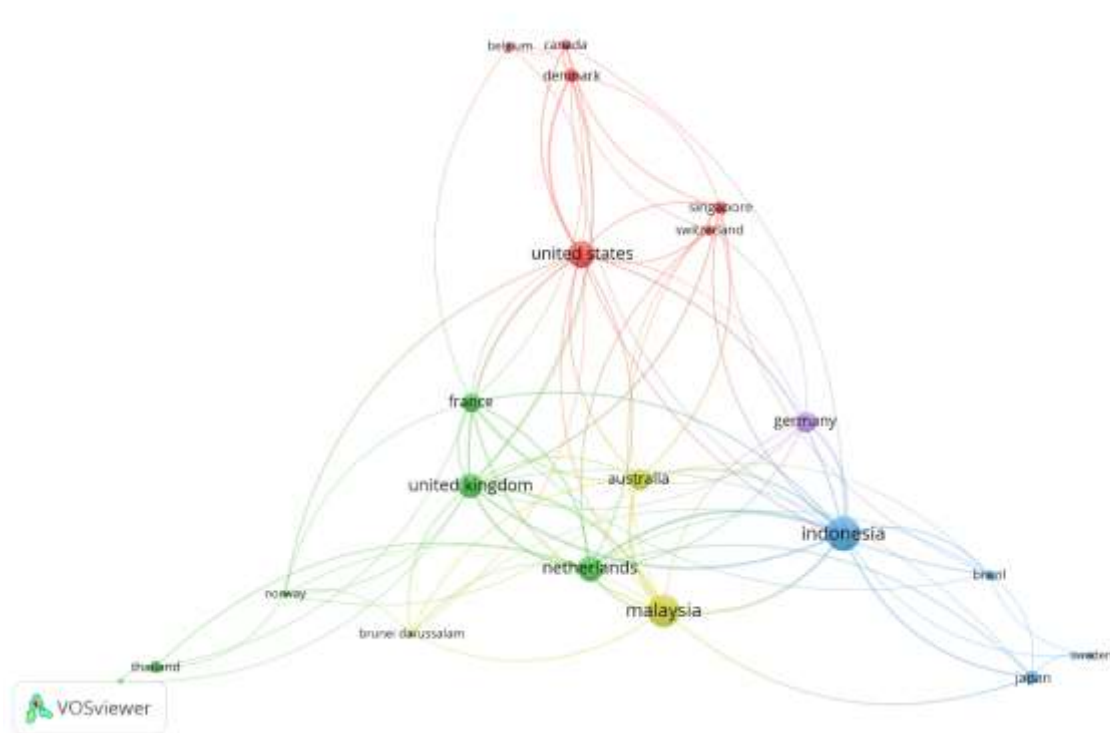 belgium
canada
denmark
singapore
switzerland
united states
france
germany
australia
united kingdom
indonesia
netherlands
brazil
norway
malaysia
brunei darussalam
sweden
thailand
japan
VOSviewer